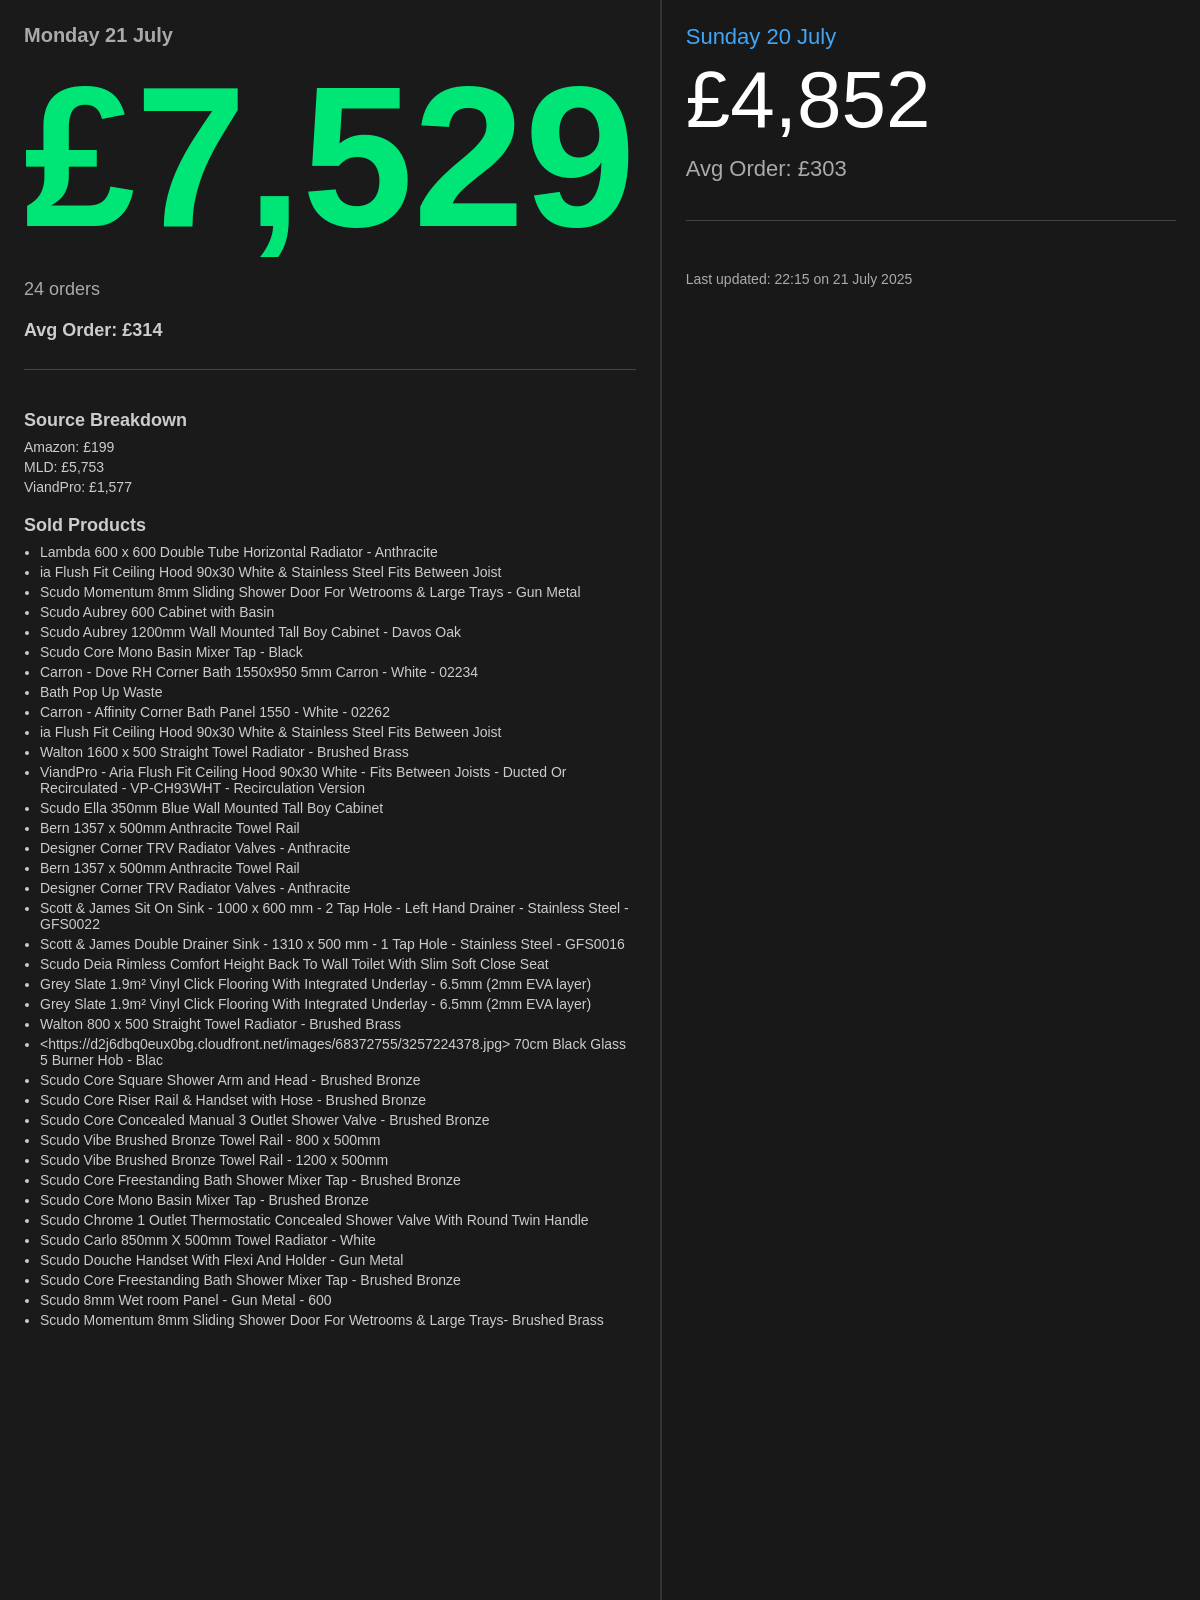 Monday 21 July
£7,529
24 orders
Avg Order: £314
Source Breakdown
Amazon: £199
MLD: £5,753
ViandPro: £1,577
Sold Products
• Lambda 600 x 600 Double Tube Horizontal Radiator - Anthracite
• ia Flush Fit Ceiling Hood 90x30 White & Stainless Steel Fits Between Joist
• Scudo Momentum 8mm Sliding Shower Door For Wetrooms & Large Trays - Gun Metal
• Scudo Aubrey 600 Cabinet with Basin
• Scudo Aubrey 1200mm Wall Mounted Tall Boy Cabinet - Davos Oak
• Scudo Core Mono Basin Mixer Tap - Black
• Carron - Dove RH Corner Bath 1550x950 5mm Carron - White - 02234
• Bath Pop Up Waste
• Carron - Affinity Corner Bath Panel 1550 - White - 02262
• ia Flush Fit Ceiling Hood 90x30 White & Stainless Steel Fits Between Joist
• Walton 1600 x 500 Straight Towel Radiator - Brushed Brass
• ViandPro - Aria Flush Fit Ceiling Hood 90x30 White - Fits Between Joists - Ducted Or
Recirculated - VP-CH93WHT - Recirculation Version
• Scudo Ella 350mm Blue Wall Mounted Tall Boy Cabinet
• Bern 1357 x 500mm Anthracite Towel Rail
• Designer Corner TRV Radiator Valves - Anthracite
• Bern 1357 x 500mm Anthracite Towel Rail
• Designer Corner TRV Radiator Valves - Anthracite
• Scott & James Sit On Sink - 1000 x 600 mm - 2 Tap Hole - Left Hand Drainer - Stainless Steel -
GFS0022
• Scott & James Double Drainer Sink - 1310 x 500 mm - 1 Tap Hole - Stainless Steel - GFS0016
• Scudo Deia Rimless Comfort Height Back To Wall Toilet With Slim Soft Close Seat
• Grey Slate 1.9m² Vinyl Click Flooring With Integrated Underlay - 6.5mm (2mm EVA layer)
• Grey Slate 1.9m² Vinyl Click Flooring With Integrated Underlay - 6.5mm (2mm EVA layer)
• Walton 800 x 500 Straight Towel Radiator - Brushed Brass
• <https://d2j6dbq0eux0bg.cloudfront.net/images/68372755/3257224378.jpg> 70cm Black Glass
5 Burner Hob - Blac
• Scudo Core Square Shower Arm and Head - Brushed Bronze
• Scudo Core Riser Rail & Handset with Hose - Brushed Bronze
• Scudo Core Concealed Manual 3 Outlet Shower Valve - Brushed Bronze
• Scudo Vibe Brushed Bronze Towel Rail - 800 x 500mm
• Scudo Vibe Brushed Bronze Towel Rail - 1200 x 500mm
• Scudo Core Freestanding Bath Shower Mixer Tap - Brushed Bronze
• Scudo Core Mono Basin Mixer Tap - Brushed Bronze
• Scudo Chrome 1 Outlet Thermostatic Concealed Shower Valve With Round Twin Handle
• Scudo Carlo 850mm X 500mm Towel Radiator - White
• Scudo Douche Handset With Flexi And Holder - Gun Metal
• Scudo Core Freestanding Bath Shower Mixer Tap - Brushed Bronze
• Scudo 8mm Wet room Panel - Gun Metal - 600
• Scudo Momentum 8mm Sliding Shower Door For Wetrooms & Large Trays- Brushed Brass
Sunday 20 July
£4,852
Avg Order: £303
Last updated: 22:15 on 21 July 2025